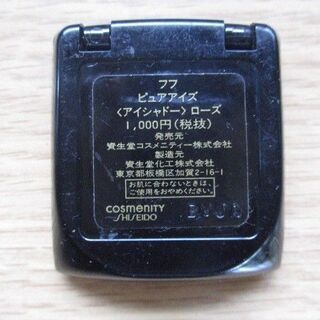 フフ
ピュアアイズ
〈アイシャドー〉ローズ
1,000円(税抜)
発売元
資生堂コスメニティー株式会社
製造元
資生堂化工株式会社
東京都板橋区加賀2-16-1
お肌に合わないときは、
ご使用をおやめください。
cosmenity
SHISEIDO